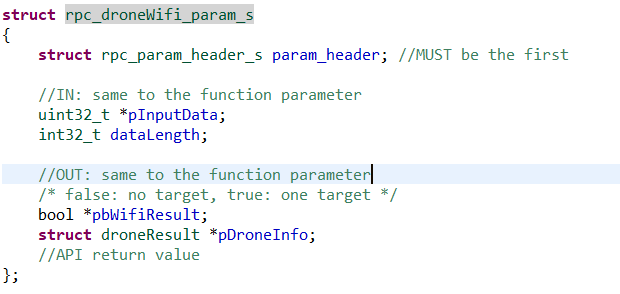 struct rpc_droneWifi_param_s
{
    struct rpc_param_header_s param_header; //MUST be the first

    //IN: same to the function parameter
    uint32_t *pInputData;
    int32_t dataLength;

    //OUT: same to the function parameter
    /* false: no target, true: one target */
    bool *pbWifiResult;
    struct droneResult *pDroneInfo;
    //API return value
};